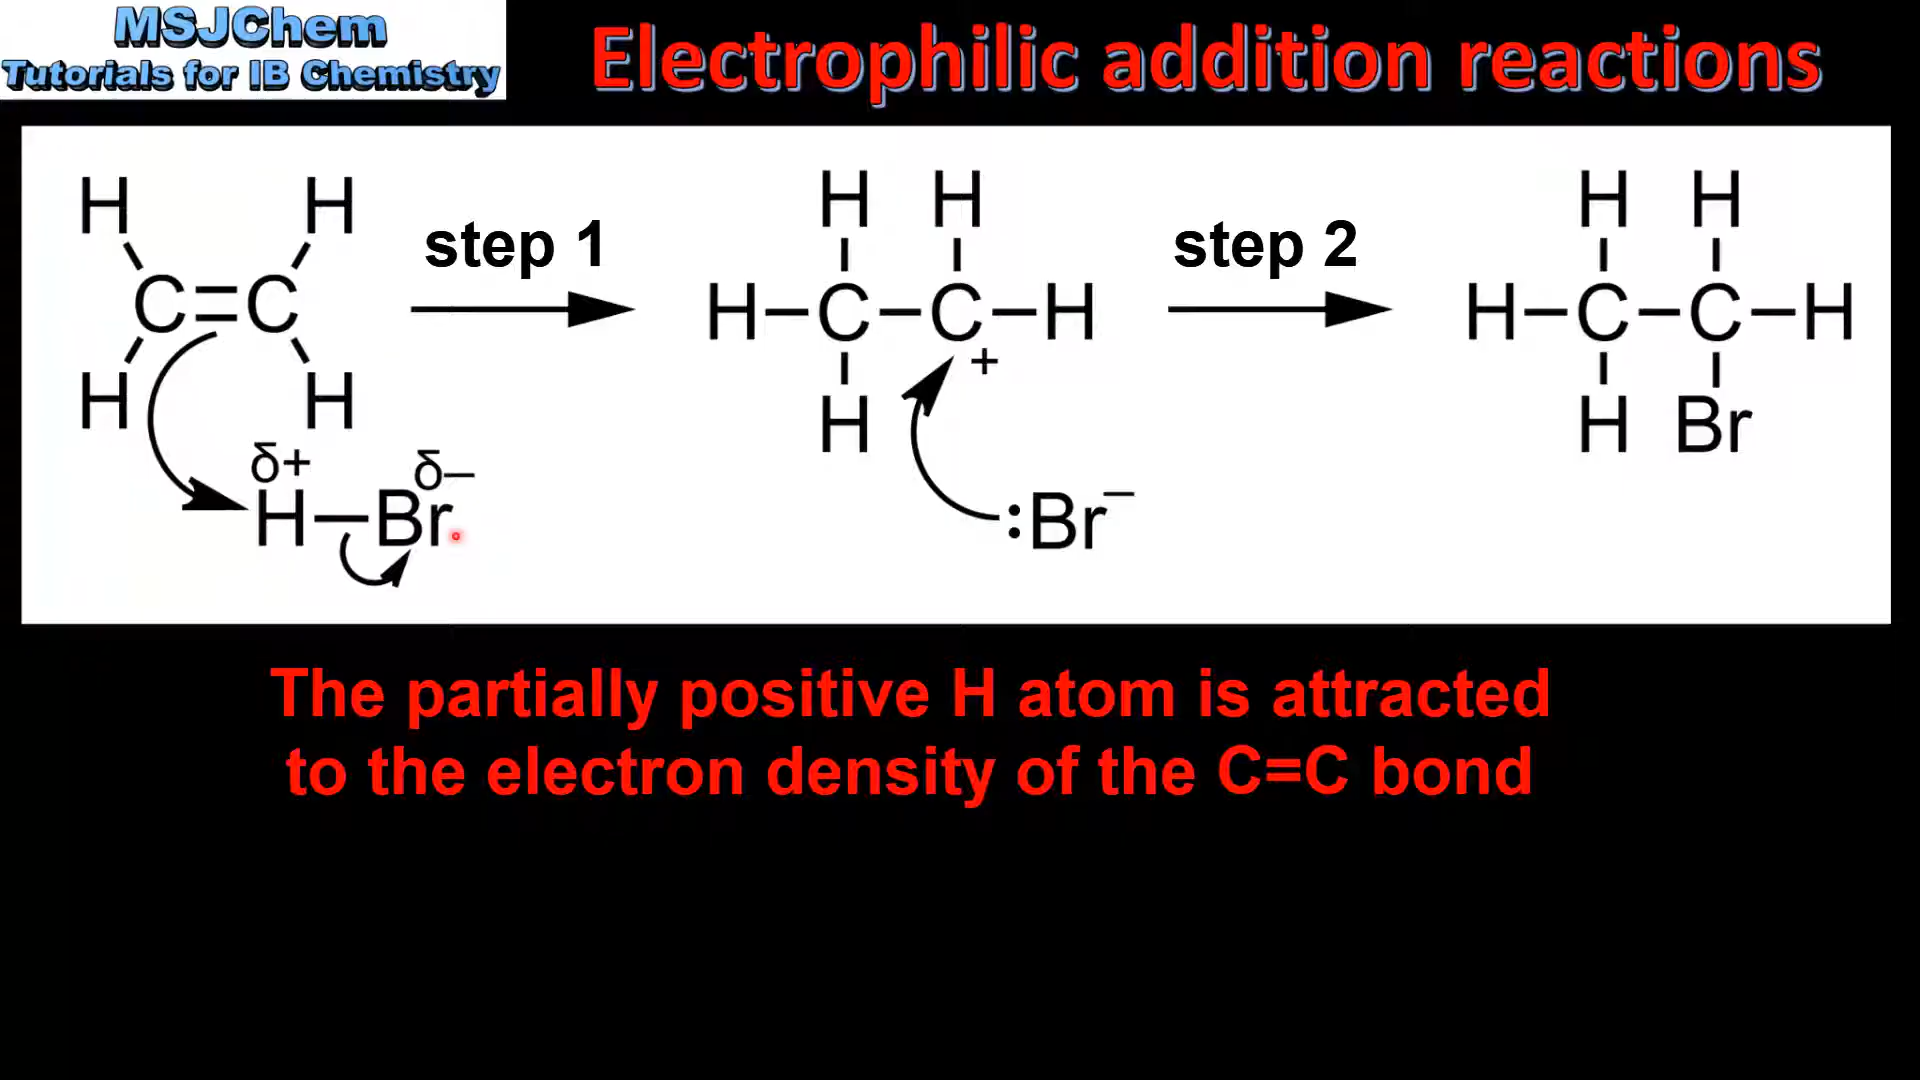 MSJChem
Tutorials for IB Chemistry
Electrophilic addition reactions
H H
C=C
H H
δ+ δ–
H–Br
step 1
H H
H–C–C–H
+
H
:Br–
step 2
H H
H–C–C–H
H Br
The partially positive H atom is attracted
to the electron density of the C=C bond